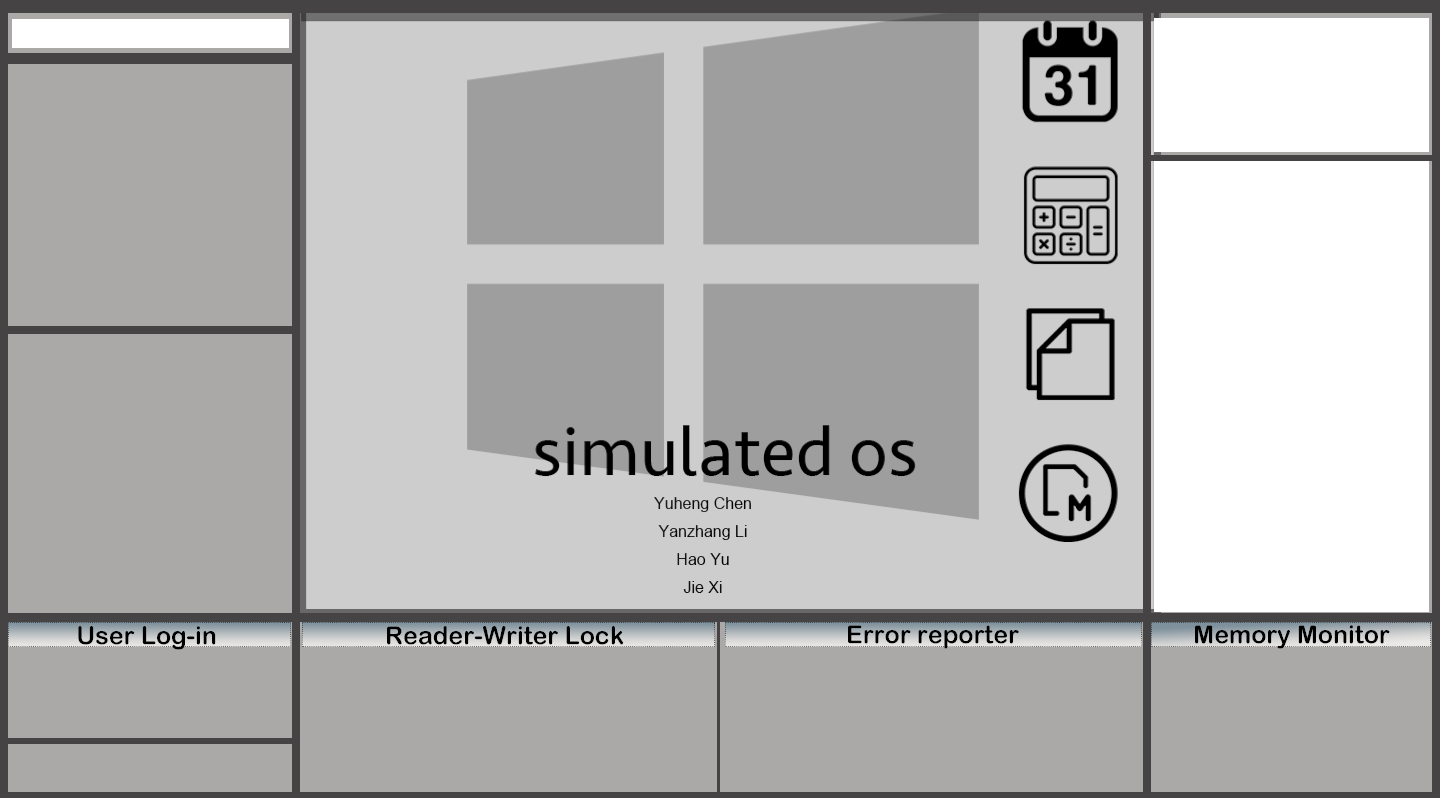 31
simulated os
Yuheng Chen
Yanzhang Li
Hao Yu
Jie Xi
User Log-in
Reader-Writer Lock
Error reporter
Memory Monitor
M